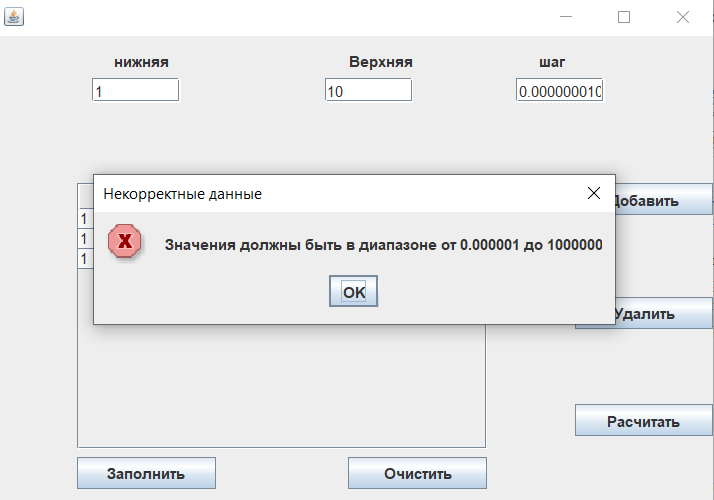 нижняя Верхняя шаг
1 10 0.000000010
Некорректные данные
Добавить
1
1
1
X
Значения должны быть в диапазоне от 0.000001 до 1000000
OK
Удалить
Расчитать
Заполнить Очистить